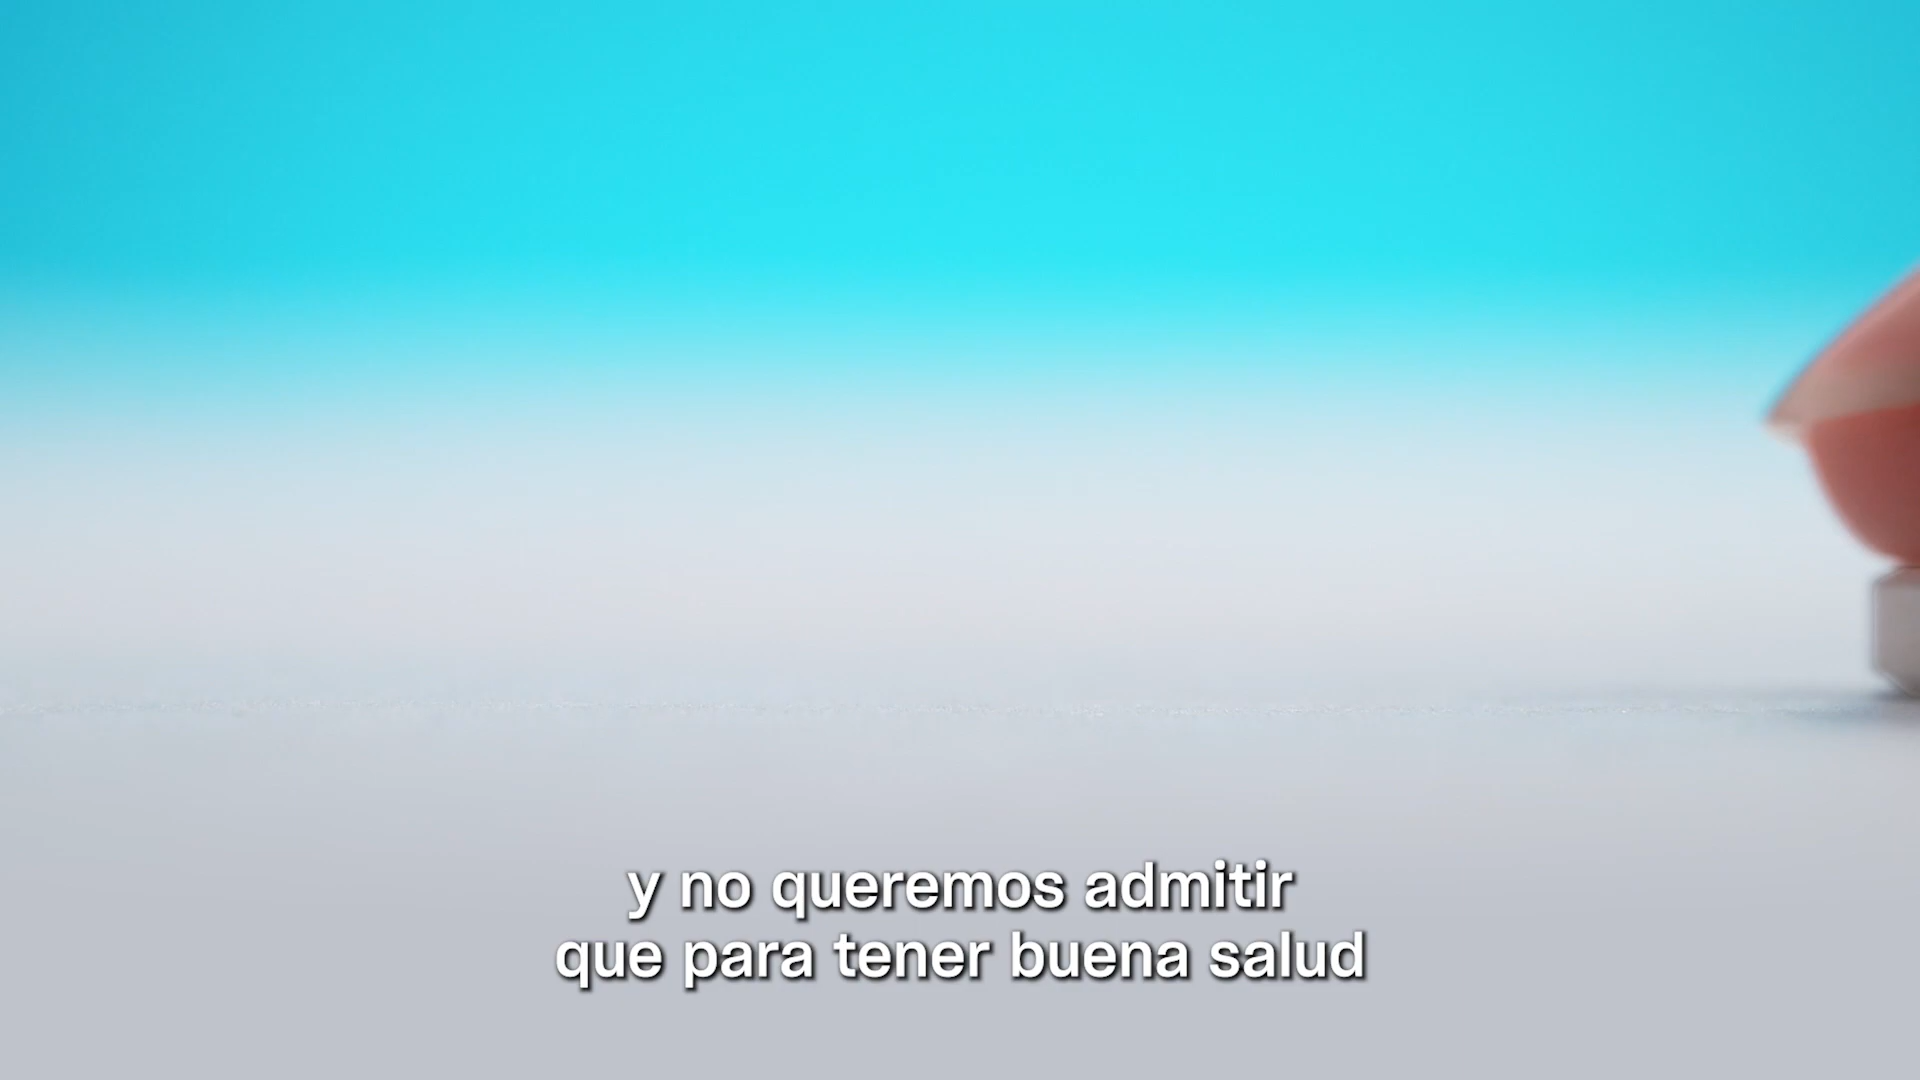 y no queremos admitir
que para tener buena salud